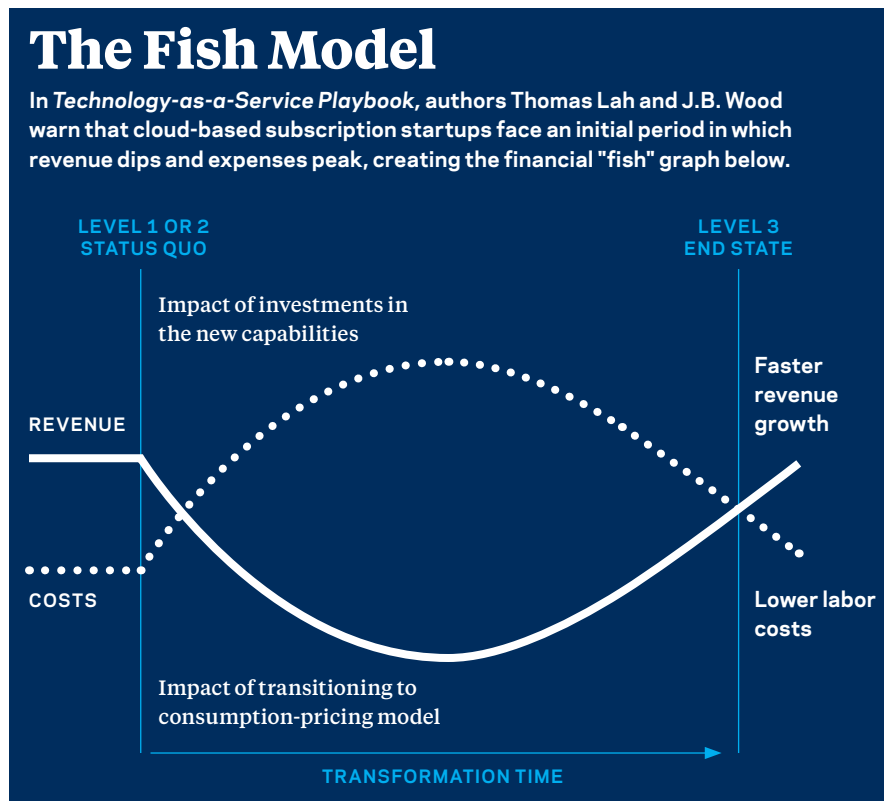 The Fish Model
In Technology-as-a-Service Playbook, authors Thomas Lah and J.B. Wood
warn that cloud-based subscription startups face an initial period in which
revenue dips and expenses peak, creating the financial "fish" graph below.
LEVEL 1 OR 2
STATUS QUO
LEVEL 3
END STATE
Impact of investments in
the new capabilities
Faster
revenue
growth
REVENUE
COSTS
Lower labor
costs
Impact of transitioning to
consumption-pricing model
TRANSFORMATION TIME